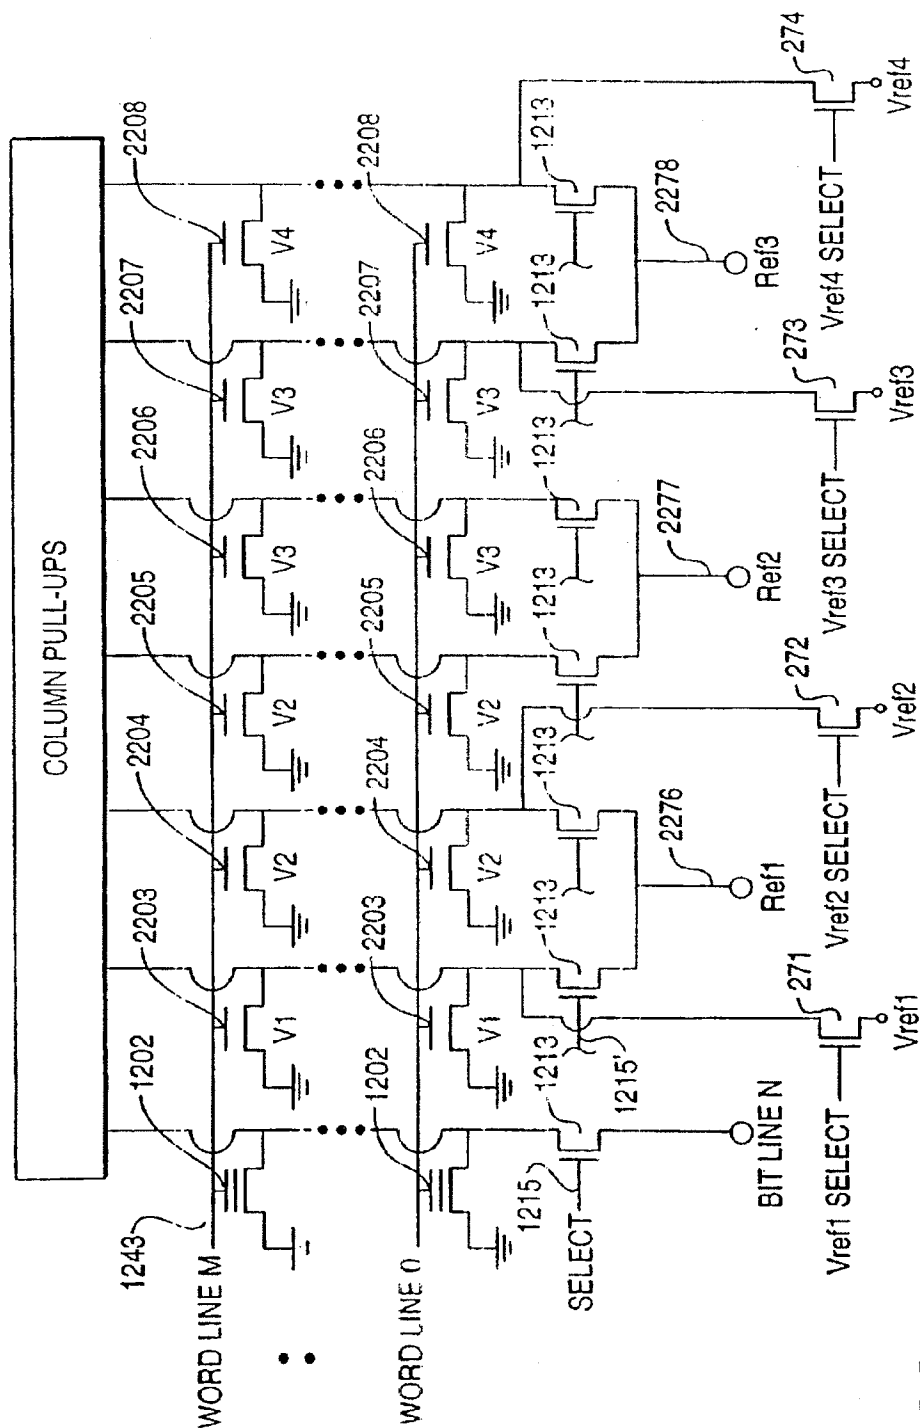 COLUMN PULL-UPS
1243 1202 2203 2204 2205 2206 2207 2208
WORD LINE M
V1 V2 V2 V3 V3 V4
1202 2203 2204 2205 2206 2207 2208
WORD LINE 0
V1 V2 V2 V3 V3 V4
1213 1213 1213 1213 1213 1213 1213
1215
SELECT
1215'
2276 2277 2278
BIT LINE N
Ref1 Ref2 Ref3
271 272 273 274
Vref1 SELECT Vref2 SELECT Vref3 SELECT Vref4 SELECT
Vref1 Vref2 Vref3 Vref4